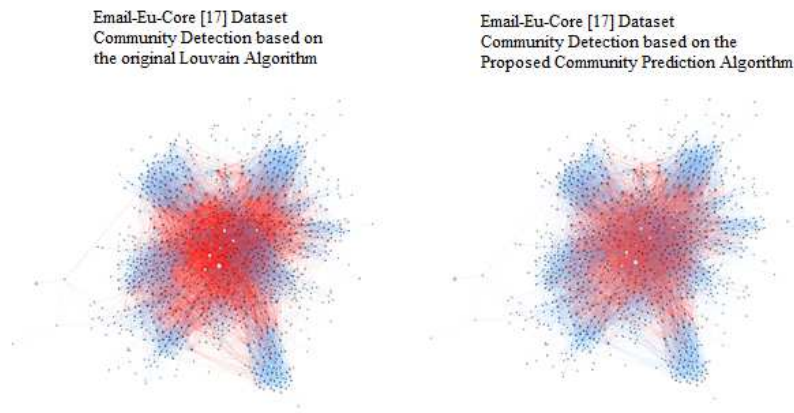 Email-Eu-Core [17] Dataset
Community Detection based on
the original Louvain Algorithm
Email-Eu-Core [17] Dataset
Community Detection based on the
Proposed Community Prediction Algorithm